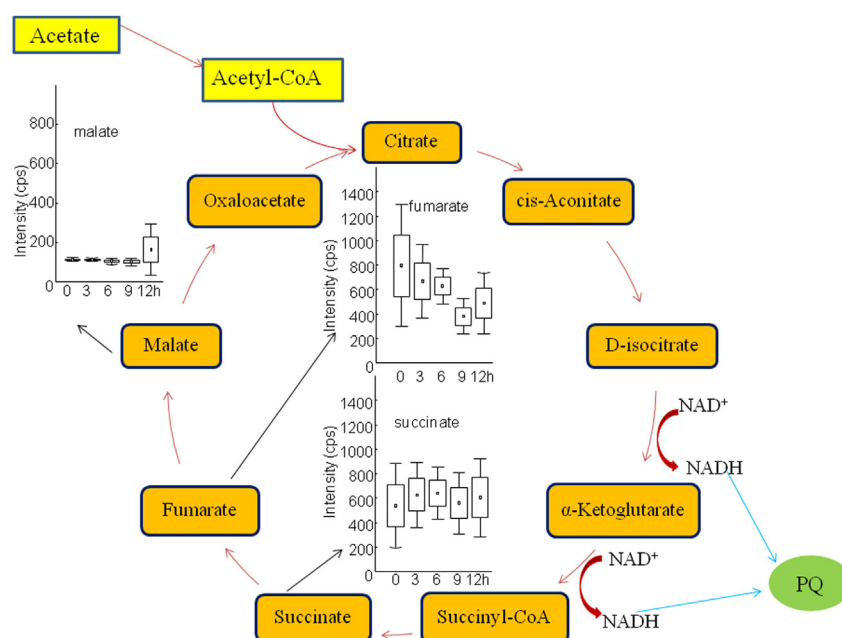 Acetate
Acetyl-CoA
Citrate
Oxaloacetate
cis-Aconitate
malate
Intensity (cps)
800
600
400
200
0 3 6 9 12h
fumarate
Intensity (cps)
1400
1200
1000
800
600
400
200
0
0 3 6 9 12h
Malate
D-isocitrate
NAD+
NADH
succinate
Intensity (cps)
1400
1200
1000
800
600
400
200
0
0 3 6 9 12h
Fumarate
α-Ketoglutarate
NAD+
NADH
PQ
Succinate
Succinyl-CoA